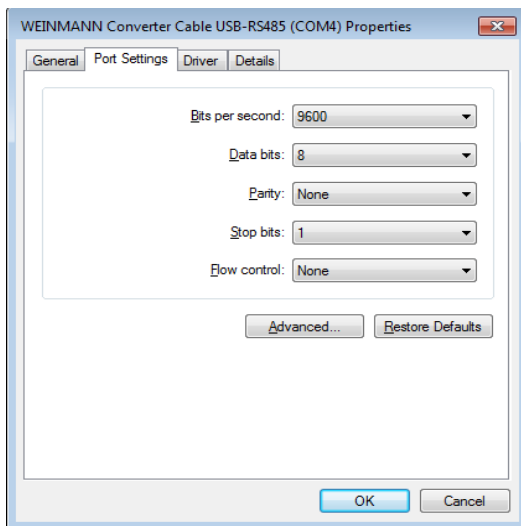 WEINMANN Converter Cable USB-RS485 (COM4) Properties
General Port Settings Driver Details
Bits per second: 9600
Data bits: 8
Parity: None
Stop bits: 1
Flow control: None
Advanced... Restore Defaults
OK Cancel